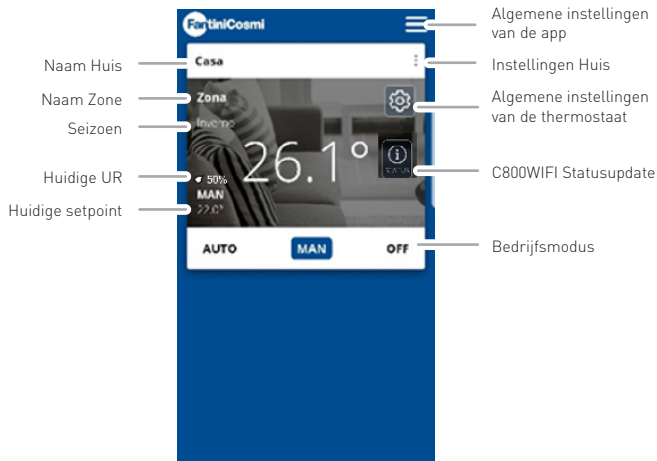 FantiniCosmi
Algemene instellingen
van de app
Naam Huis
Casa
Instellingen Huis
Naam Zone
Zona
Algemene instellingen
van de thermostaat
Seizoen
Inverno
26.1°
STATUS
C800WIFI Statusupdate
Huidige UR
50%
MAN
Huidige setpoint
22.0°
AUTO
MAN
OFF
Bedrijfsmodus